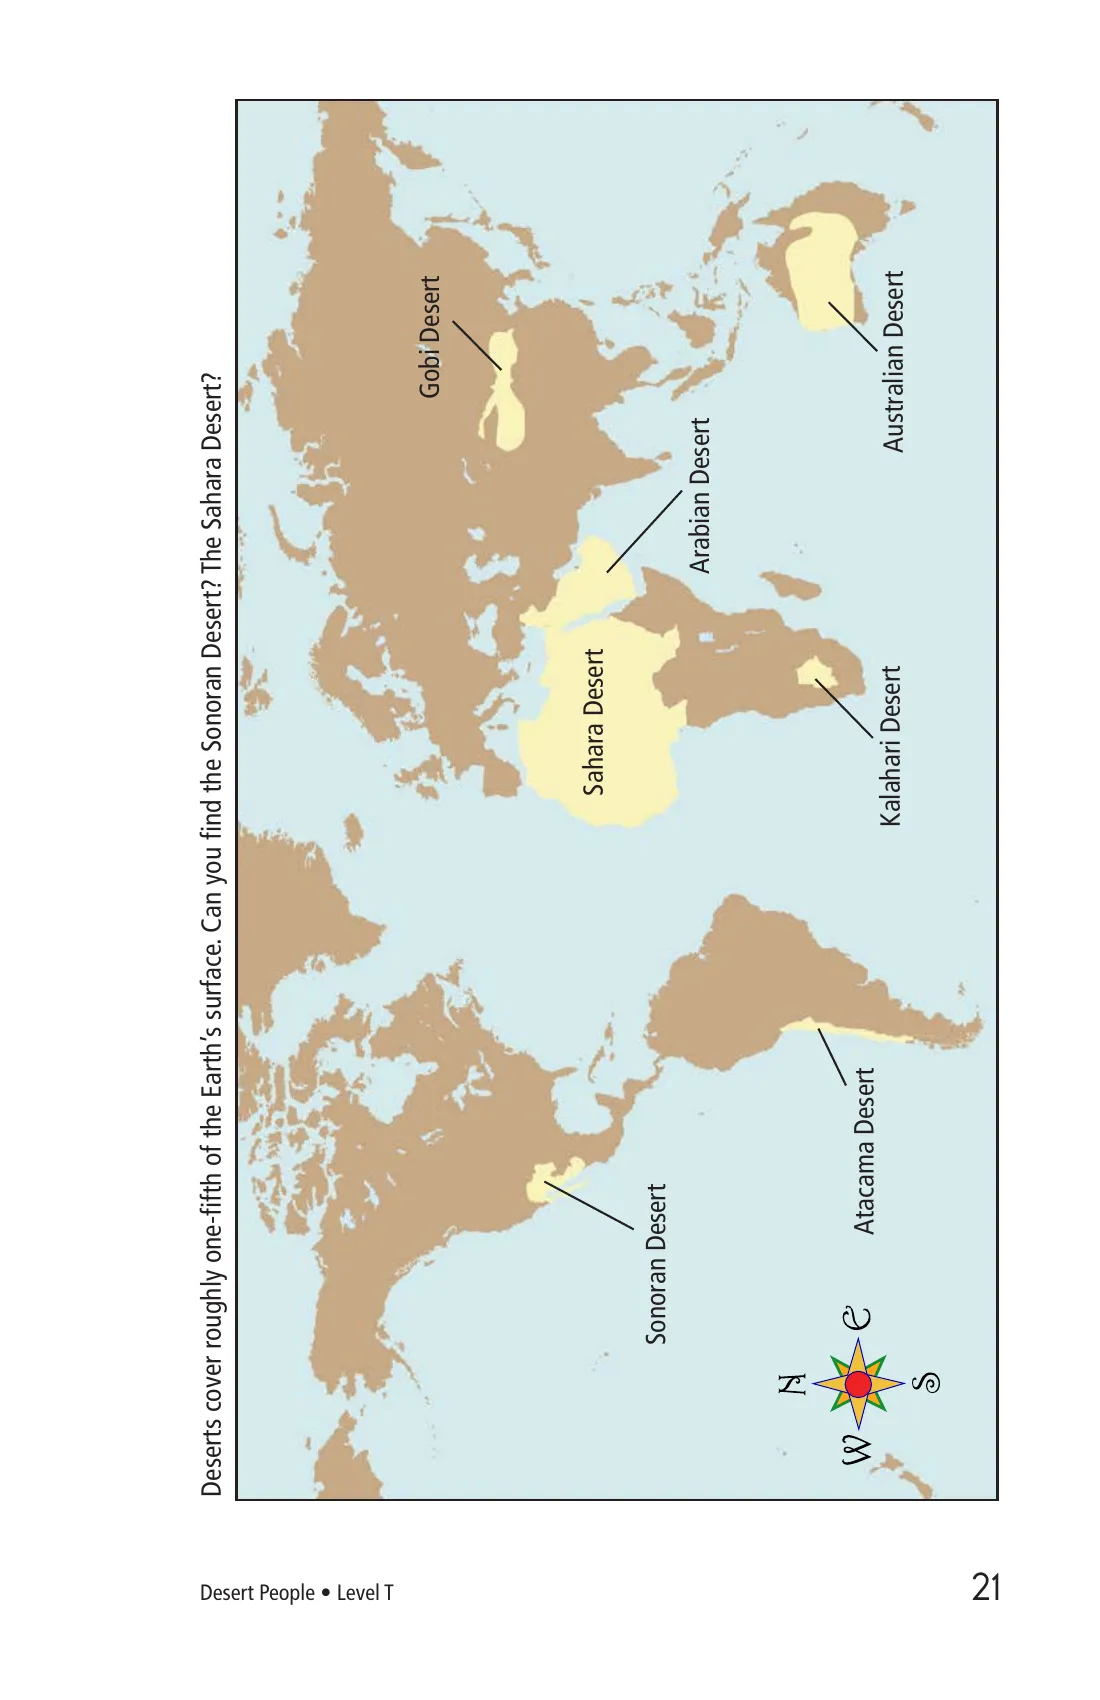 Deserts cover roughly one-fifth of the Earth's surface. Can you find the Sonoran Desert? The Sahara Desert?
Gobi Desert
Sahara Desert
Arabian Desert
Sonoran Desert
Atacama Desert
Kalahari Desert
Australian Desert
N
W
E
S
Desert People • Level T
21